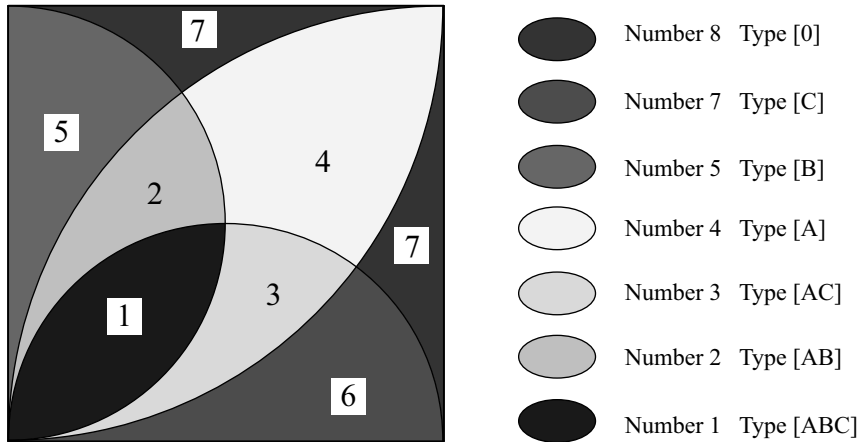 7
5
4
2
7
3
1
6
Number 8 Type [0]
Number 7 Type [C]
Number 5 Type [B]
Number 4 Type [A]
Number 3 Type [AC]
Number 2 Type [AB]
Number 1 Type [ABC]